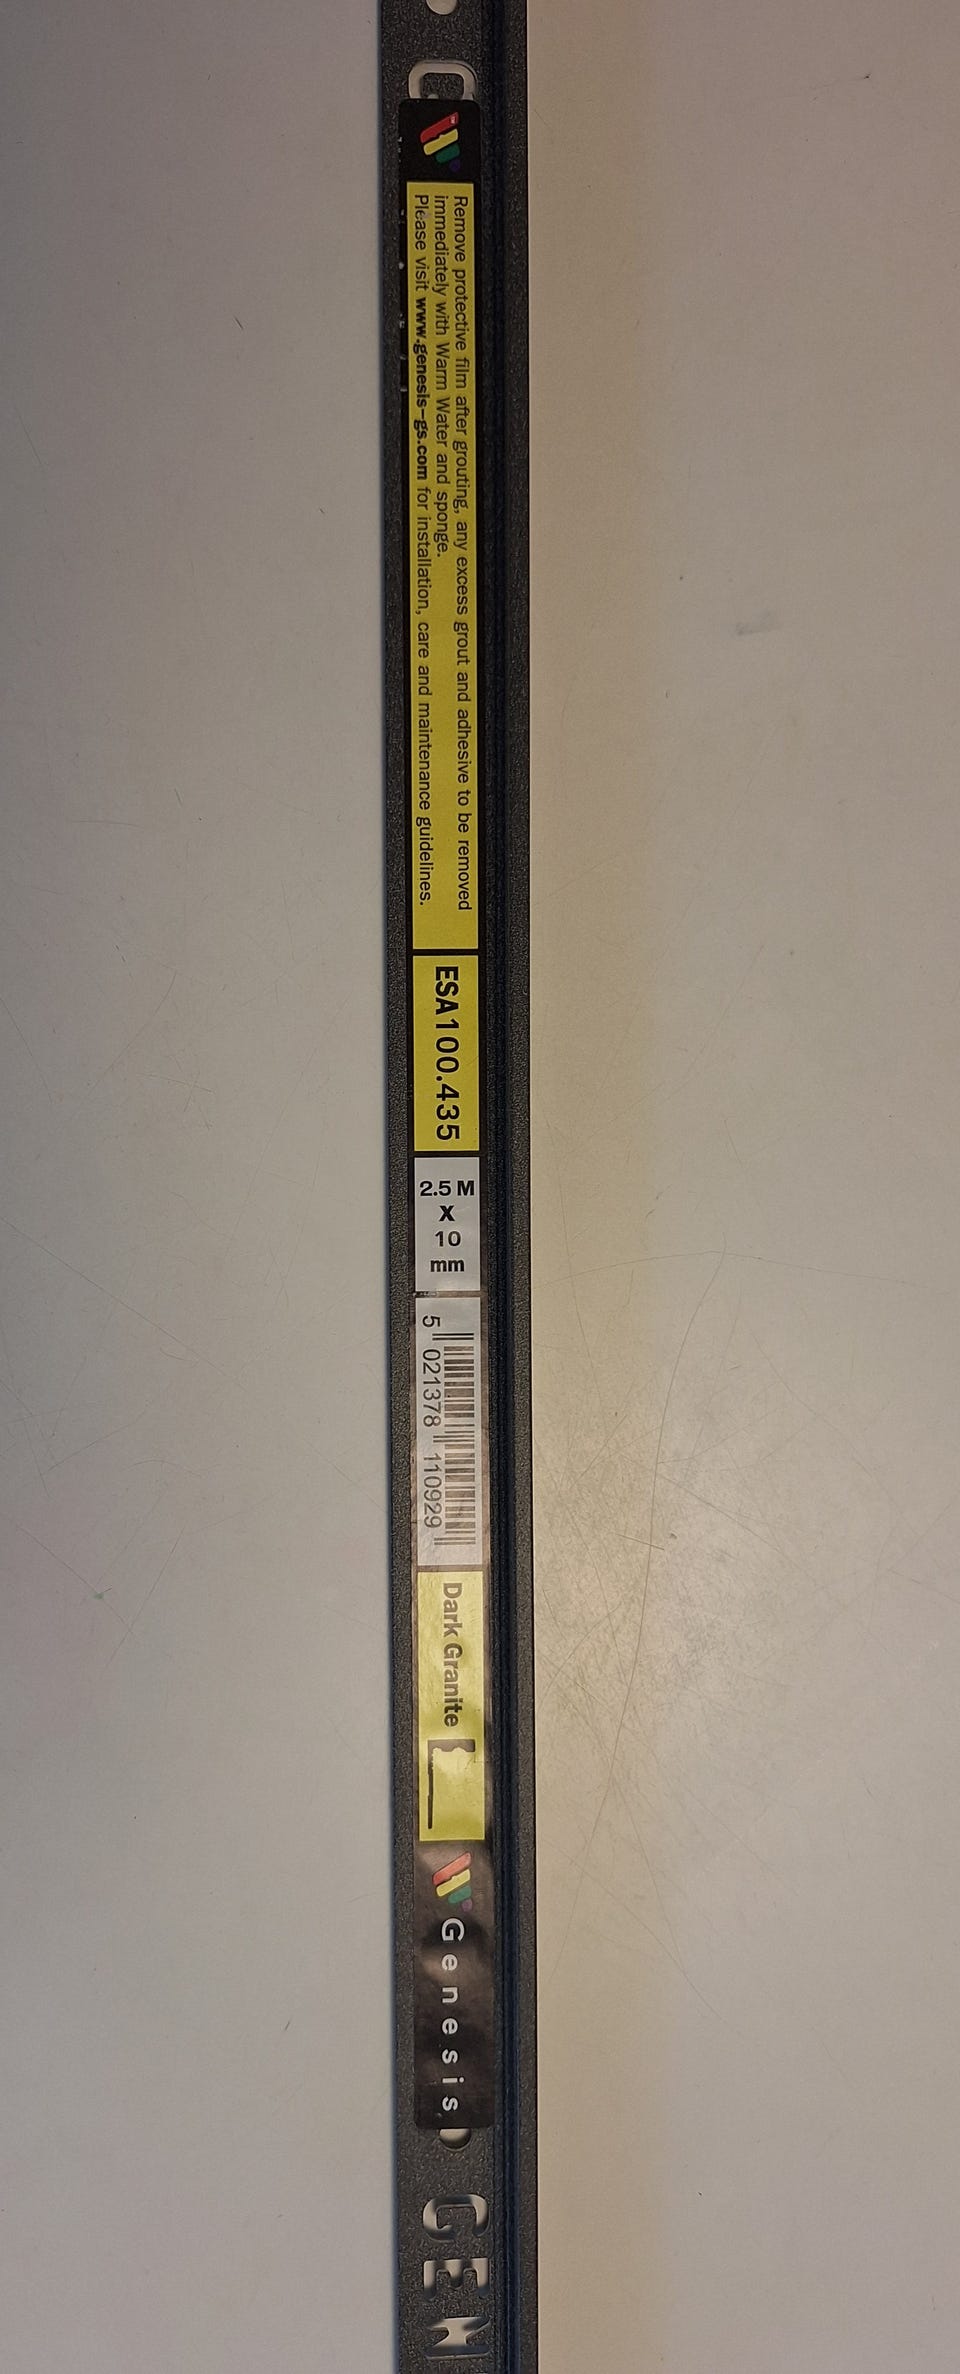 Remove protective film after grouting, any excess grout and adhesive to be removed
immediately with Warm Water and sponge.
Please visit www.genesis-gs.com for installation, care and maintenance guidelines.
ESA100.435
2.5 M
X
10
mm
5 021378 110929
Dark Granite
Genesis
GEN